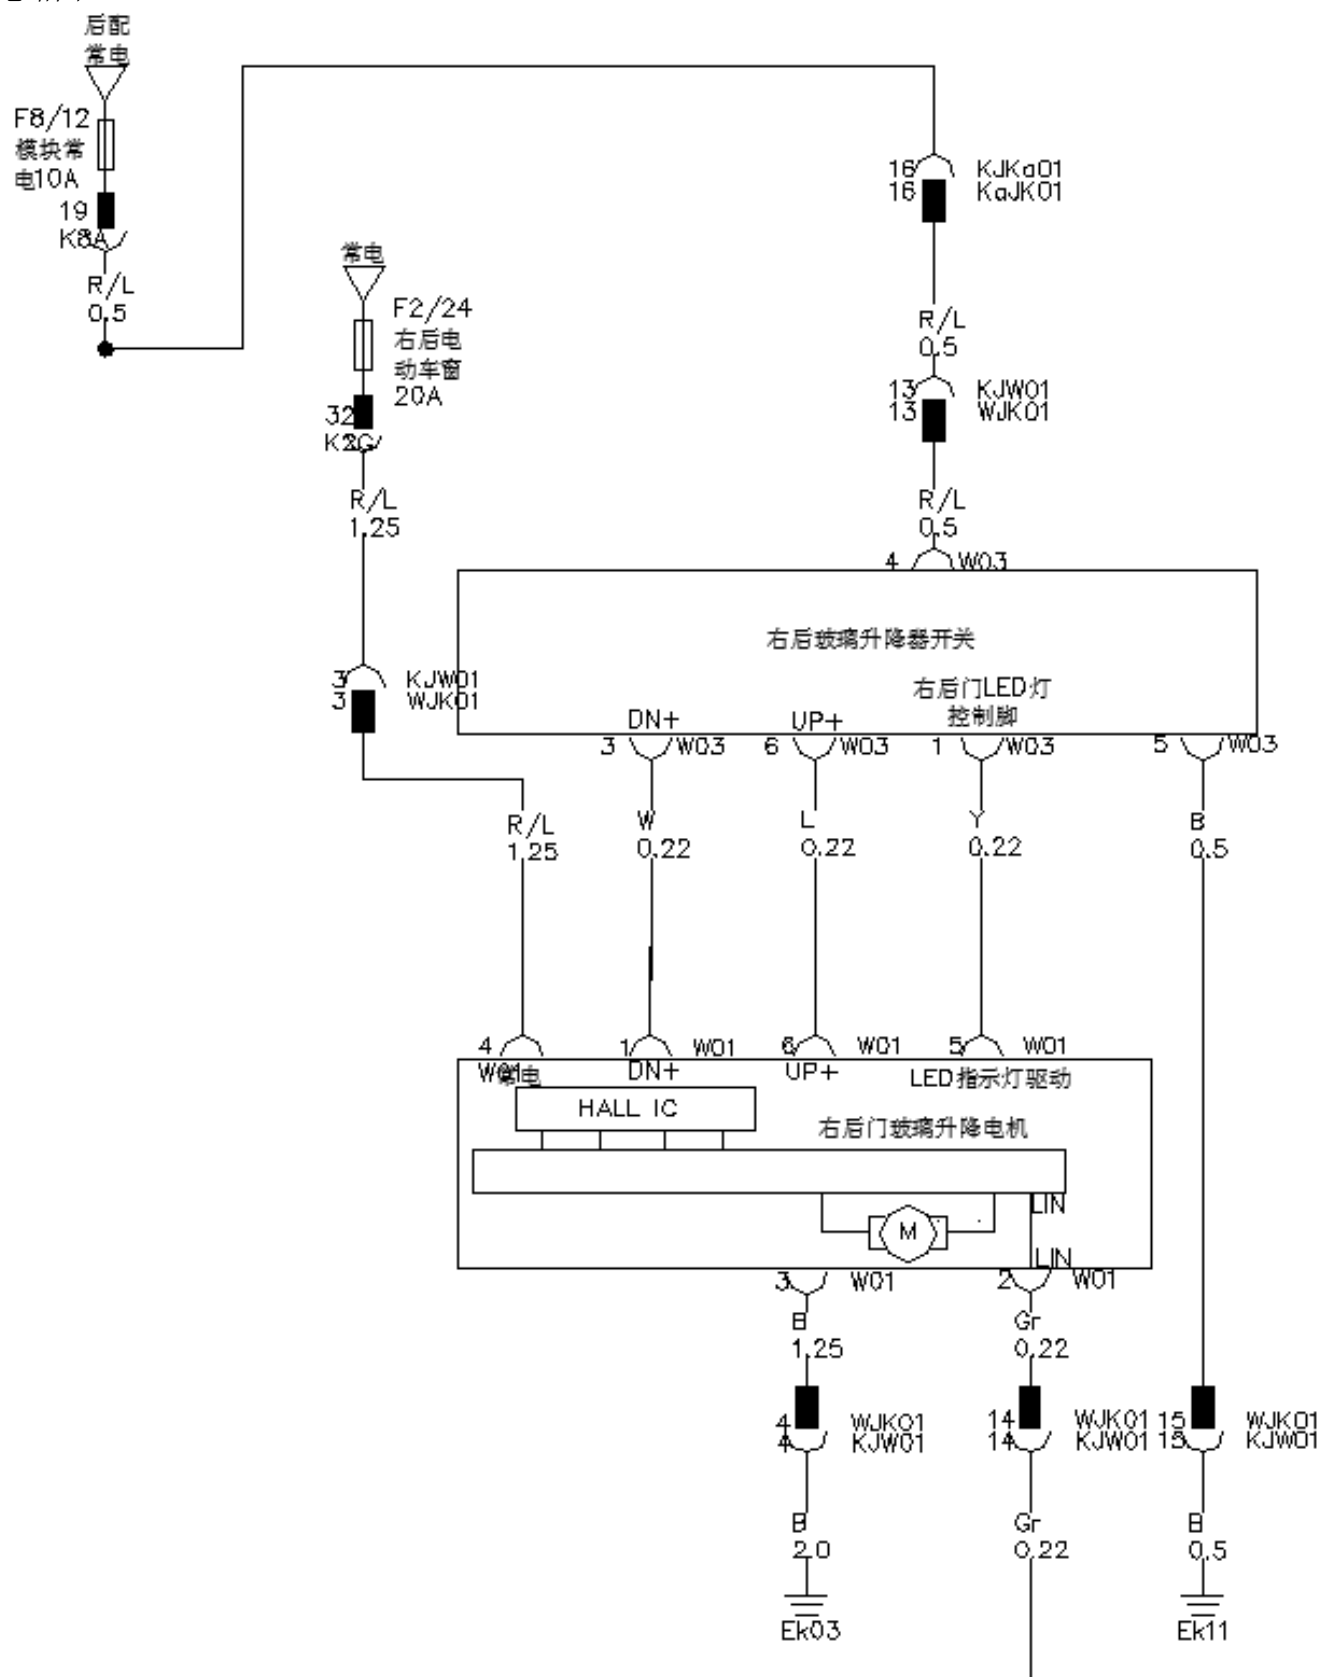 后配
常电
F8/12
模块常
电10A
19
K8A
R/L
0.5
常电
F2/24
右后电
动车窗
20A
32
K2G
R/L
1.25
16 KJKa01
16 KaJK01
R/L
0.5
13 KJW01
13 WJK01
R/L
0.5
4 W03
右后玻璃升降器开关
右后门LED灯
控制脚
3 KJW01
3 WJK01
DN+ UP+
3 W03 6 W03 1 W03 5 W03
R/L W L Y B
1.25 0.22 0.22 0.22 0.5
4 1 W01 6 W01 5 W01
W01 常电 DN+ UP+ LED指示灯驱动
HALL IC
右后门玻璃升降电机
LIN
M
LIN
3 W01 2 W01
B Gr
1.25 0.22
4 WJK01 14 WJK01 15 WJK01
4 KJW01 14 KJW01 15 KJW01
B Gr B
2.0 0.22 0.5
Ek03 Ek11